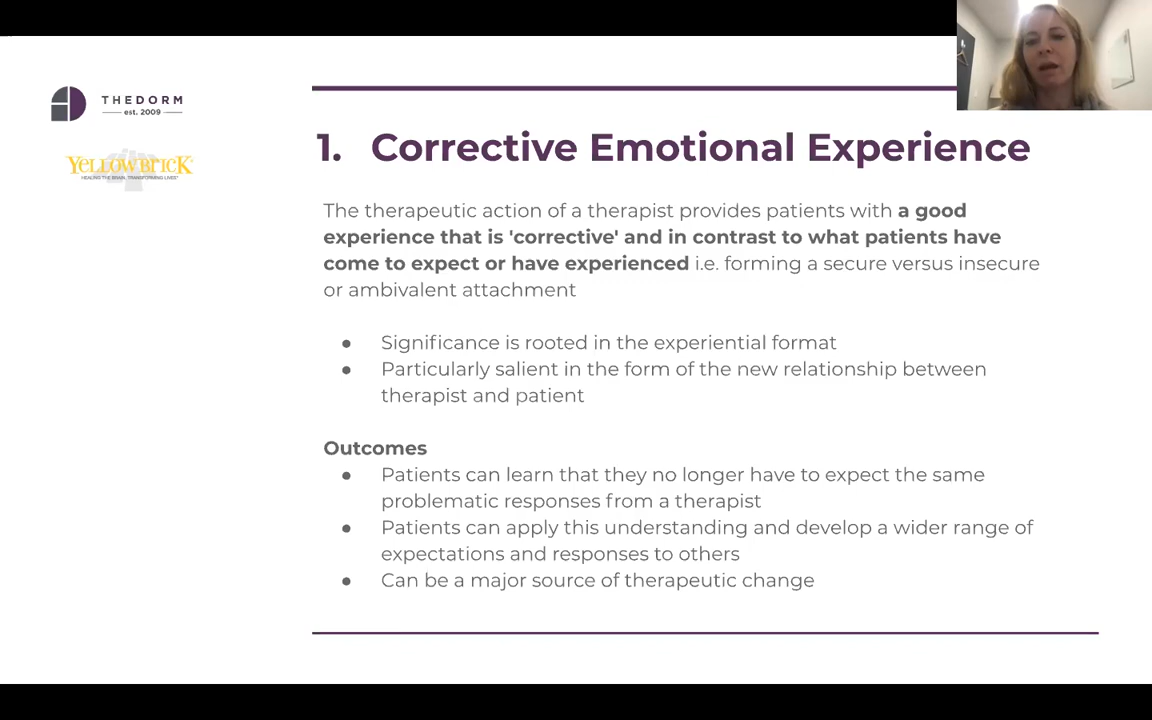 THEDORM
est. 2009
YELLOWBRICK
HEALING THE BRAIN, TRANSFORMING LIVES
1. Corrective Emotional Experience
The therapeutic action of a therapist provides patients with a good
experience that is 'corrective' and in contrast to what patients have
come to expect or have experienced i.e. forming a secure versus insecure
or ambivalent attachment
● Significance is rooted in the experiential format
● Particularly salient in the form of the new relationship between
therapist and patient
Outcomes
● Patients can learn that they no longer have to expect the same
problematic responses from a therapist
● Patients can apply this understanding and develop a wider range of
expectations and responses to others
● Can be a major source of therapeutic change